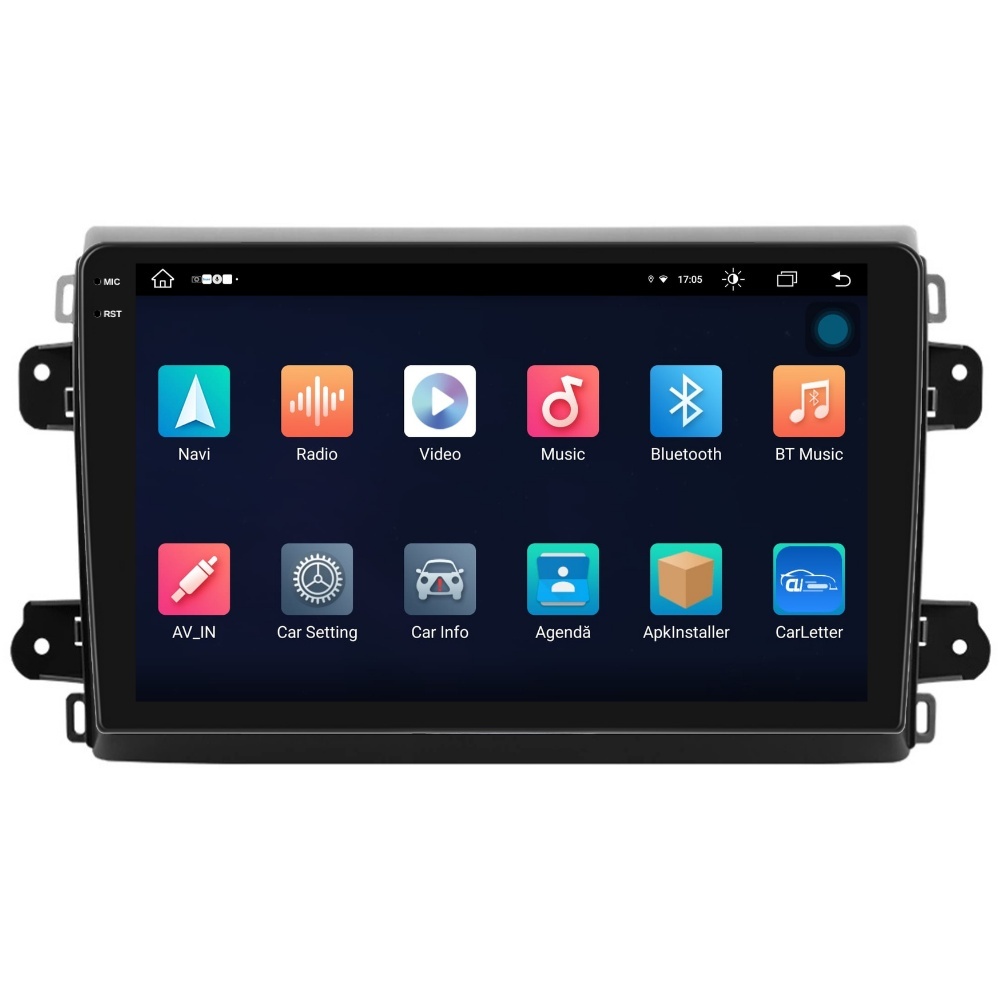 MIC
17:05
RST
Navi
Radio
Video
Music
Bluetooth
BT Music
AV_IN
Car Setting
Car Info
Agendă
ApkInstaller
CarLetter